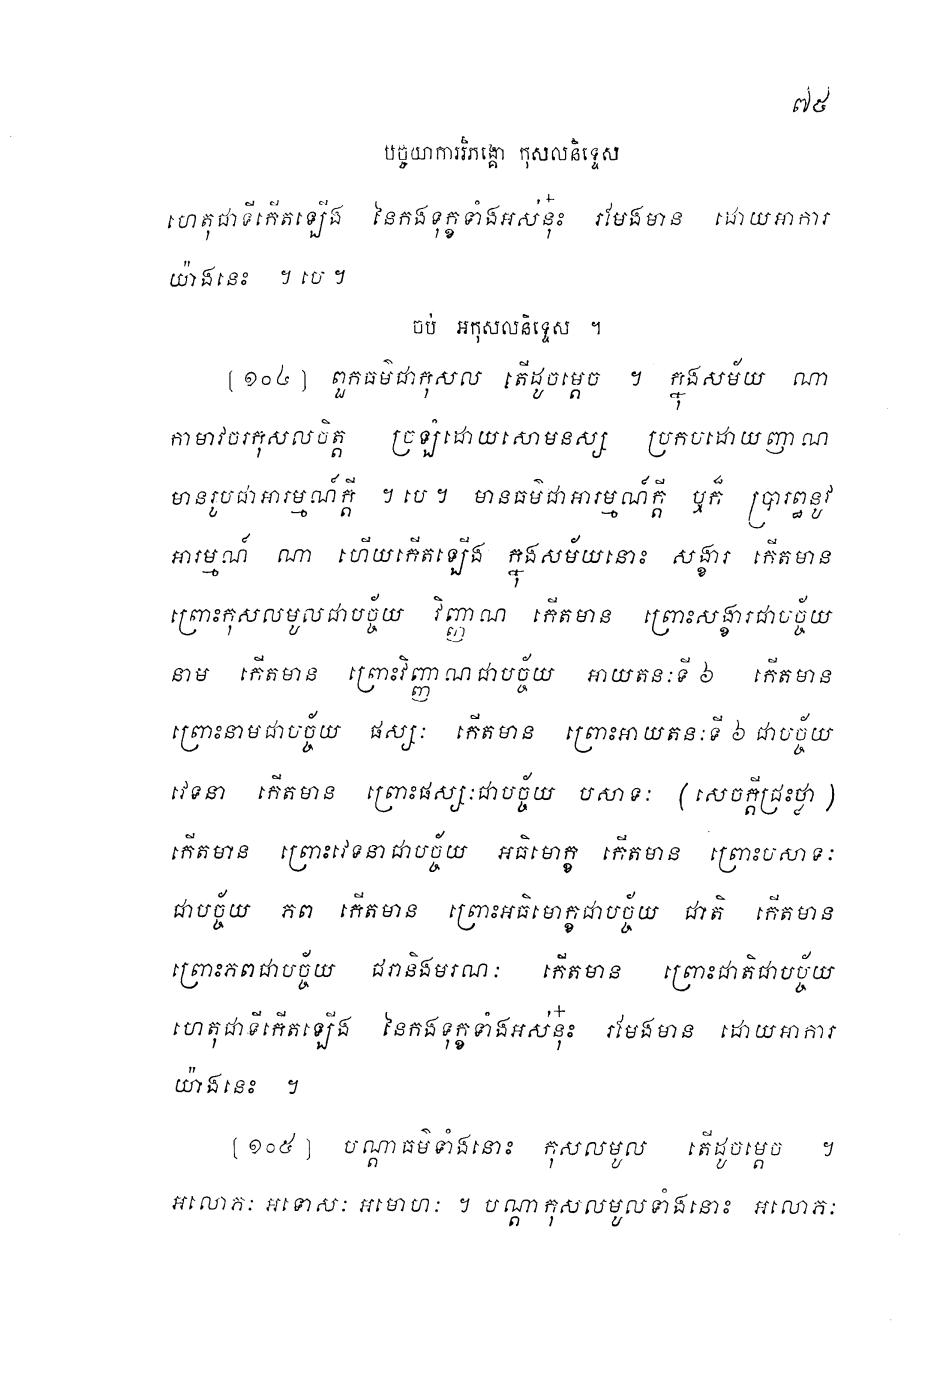 ៧៩
បច្ចយាការវិភង្គោ កុសលនិទ្ទេស
ហេតុជាទីកើតឡើង នៃកងទុក្ខទាំងអស់នុ៎ះ រមែងមាន ដោយអាការ
យ៉ាងនេះ ។ បេ ។
ចប់ អកុសលនិទ្ទេស ។
[១០៤] ពួកធម៌ជាកុសល តើដូចម្តេច ។ ក្នុងសម័យ ណា
កាមាវចរកុសលចិត្ត ច្រឡំដោយសោមនស្ស ប្រកបដោយញាណ
មានរូបជាអារម្មណ៍ក្តី ។ បេ ។ មានធម៌ជាអារម្មណ៍ក្តី ឬក៏ ប្រារព្ធនូវ
អារម្មណ៍ ណា ហើយកើតឡើង ក្នុងសម័យនោះ សង្ខារ កើតមាន
ព្រោះកុសលមូលជាបច្ច័យ វិញ្ញាណ កើតមាន ព្រោះសង្ខារជាបច្ច័យ
នាម កើតមាន ព្រោះវិញ្ញាណជាបច្ច័យ អាយតនៈទី ៦ កើតមាន
ព្រោះនាមជាបច្ច័យ ផស្សៈ កើតមាន ព្រោះអាយតនៈទី ៦ ជាបច្ច័យ
វេទនា កើតមាន ព្រោះផស្សៈជាបច្ច័យ បសាទៈ (សេចក្តីជ្រះថ្លា)
កើតមាន ព្រោះវេទនាជាបច្ច័យ អធិមោក្ខ កើតមាន ព្រោះបសាទៈ
ជាបច្ច័យ ភព កើតមាន ព្រោះអធិមោក្ខជាបច្ច័យ ជាតិ កើតមាន
ព្រោះភពជាបច្ច័យ ជរានិងមរណៈ កើតមាន ព្រោះជាតិជាបច្ច័យ
ហេតុជាទីកើតឡើង នៃកងទុក្ខទាំងអស់នុ៎ះ រមែងមាន ដោយអាការ
យ៉ាងនេះ ។
[១០៥] បណ្តាធម៌ទាំងនោះ កុសលមូល តើដូចម្តេច ។
អលោភៈ អទោសៈ អមោហៈ ។ បណ្តាកុសលមូលទាំងនោះ អលោភៈ